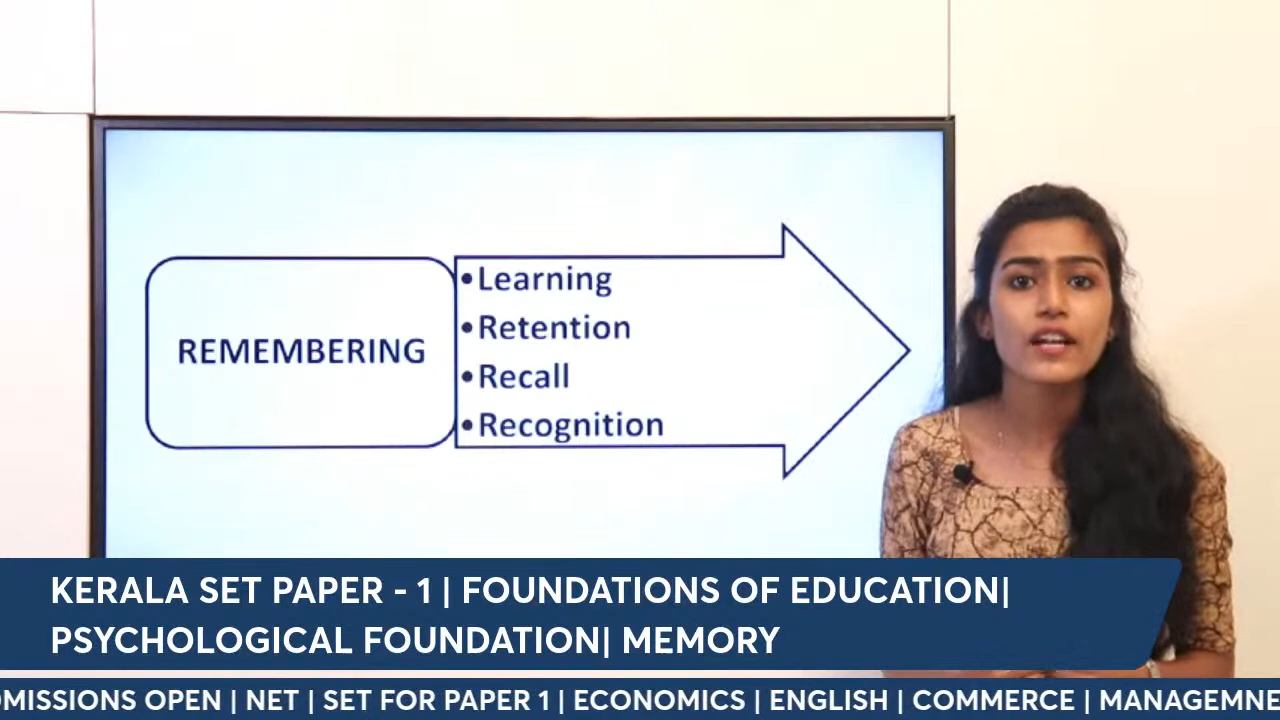 REMEMBERING
•Learning
•Retention
•Recall
•Recognition
KERALA SET PAPER - 1 | FOUNDATIONS OF EDUCATION|
PSYCHOLOGICAL FOUNDATION| MEMORY
DMISSIONS OPEN | NET | SET FOR PAPER 1 | ECONOMICS | ENGLISH | COMMERCE | MANAGEMNE